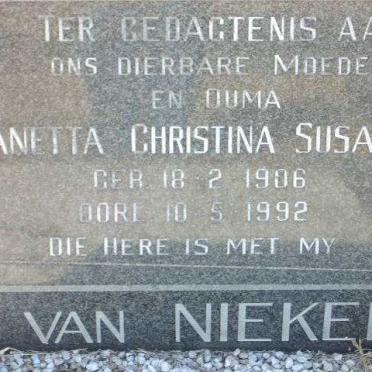 TER GEDAGTENIS AA
ONS DIERBARE MOEDE
EN OUMA
ANETTA CHRISTINA SUSA
GEB. 18-2-1906
OORL 10-5-1992
DIE HERE IS MET MY
VAN NIEKE